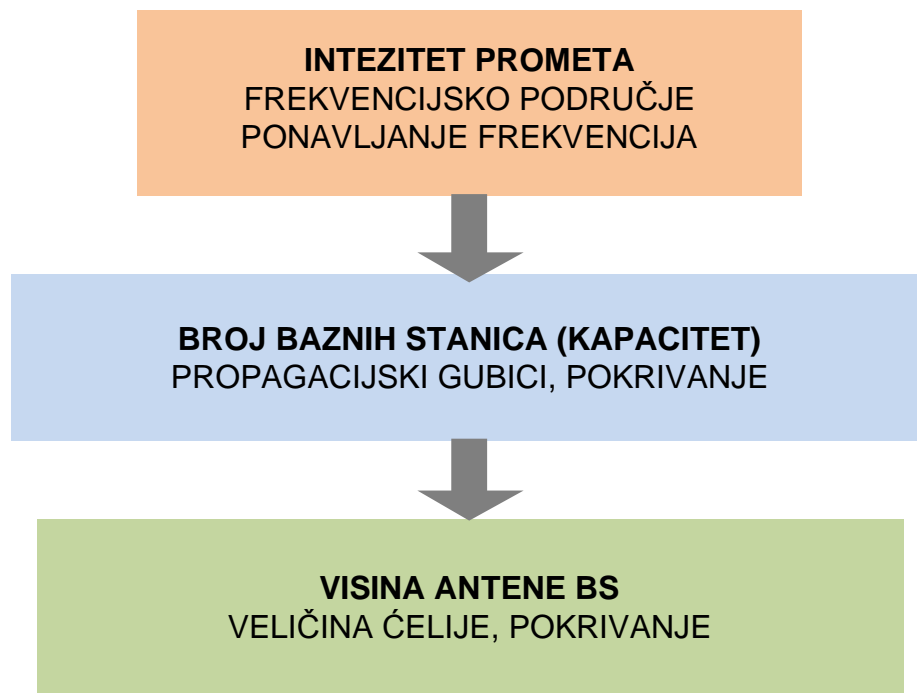 INTEZITET PROMETA
FREKVENCIJSKO PODRUČJE
PONAVLJANJE FREKVENCIJA
BROJ BAZNIH STANICA (KAPACITET)
PROPAGACIJSKI GUBICI, POKRIVANJE
VISINA ANTENE BS
VELIČINA ĆELIJE, POKRIVANJE